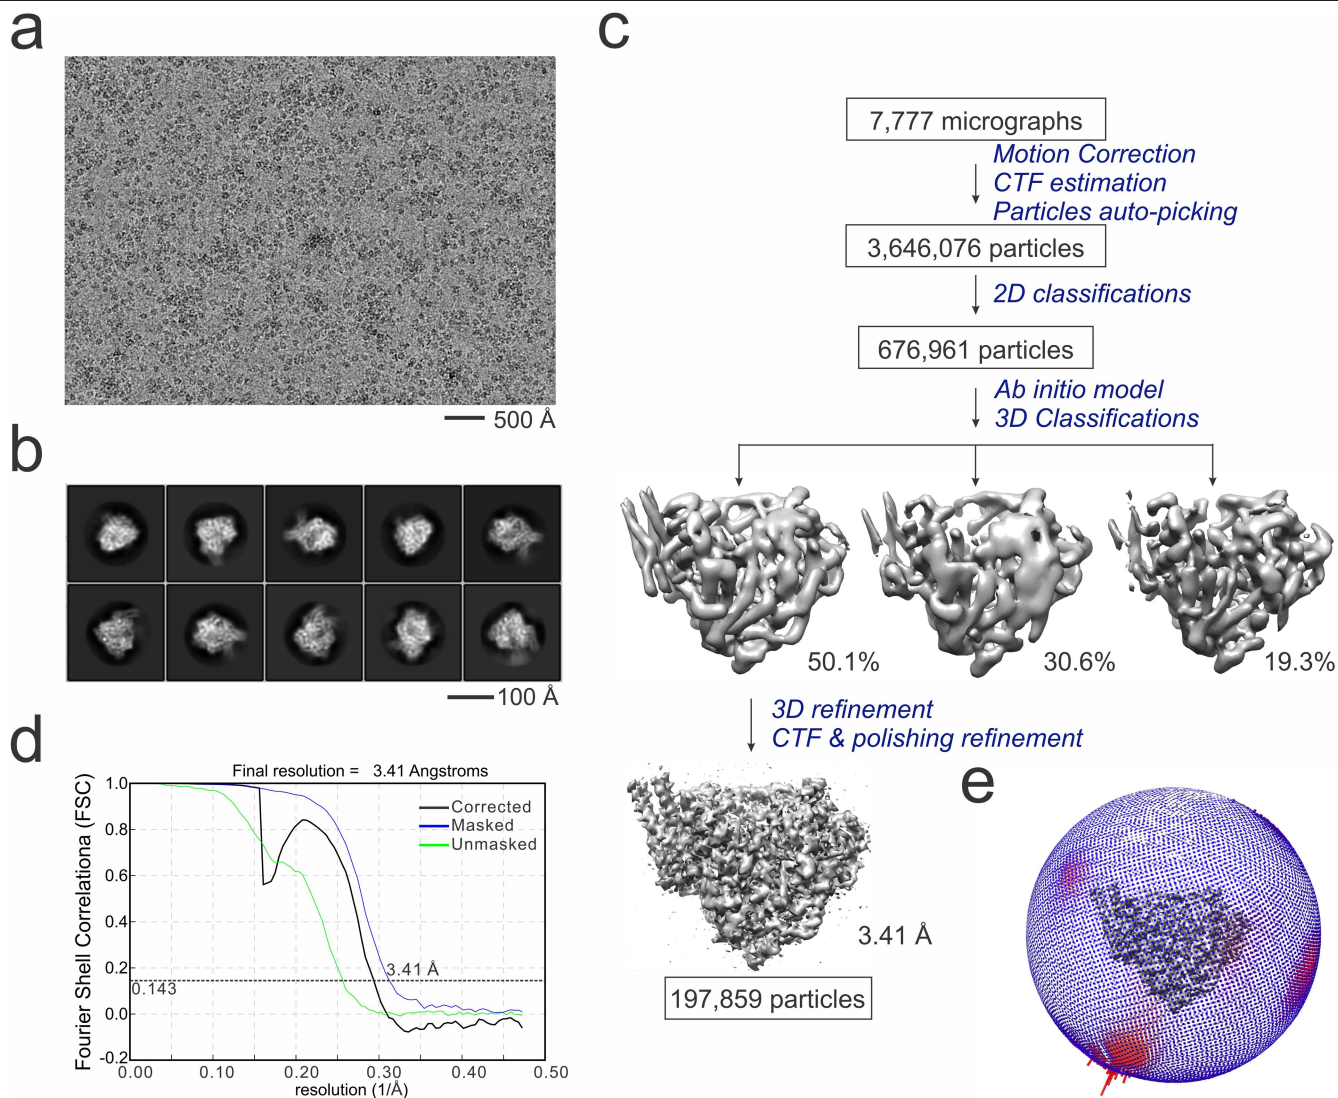 a
500 Å
b
100 Å
c
7,777 micrographs
Motion Correction
CTF estimation
Particles auto-picking
3,646,076 particles
2D classifications
676,961 particles
Ab initio model
3D Classifications
50.1%
30.6%
19.3%
3D refinement
CTF & polishing refinement
3.41 Å
197,859 particles
d
Final resolution = 3.41 Angstroms
Fourier Shell Correlationa (FSC)
1.0
0.8
0.6
0.4
0.2
0.0
-0.2
Corrected
Masked
Unmasked
3.41 Å
0.143
0.00 0.10 0.20 0.30 0.40 0.50
resolution (1/Å)
e